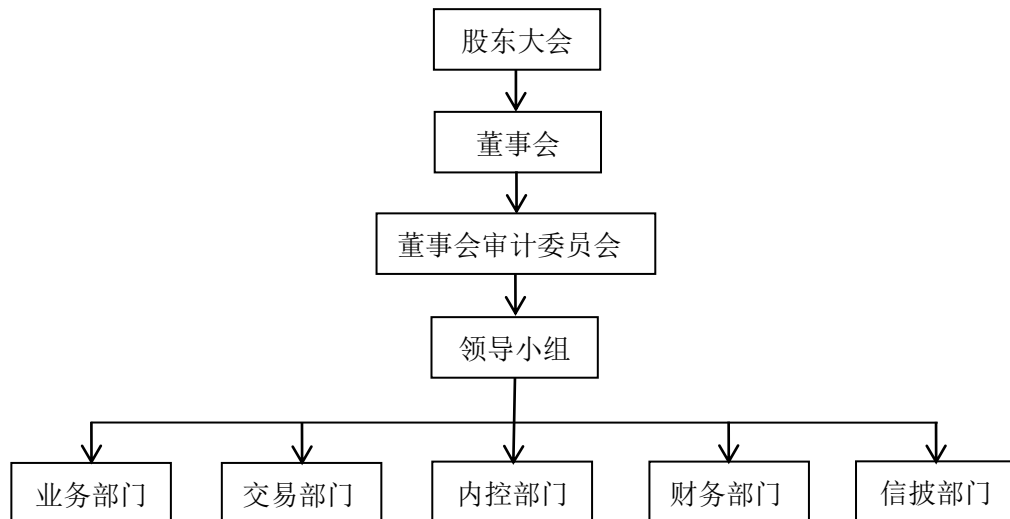 股东大会
董事会
董事会审计委员会
领导小组
业务部门
交易部门
内控部门
财务部门
信披部门